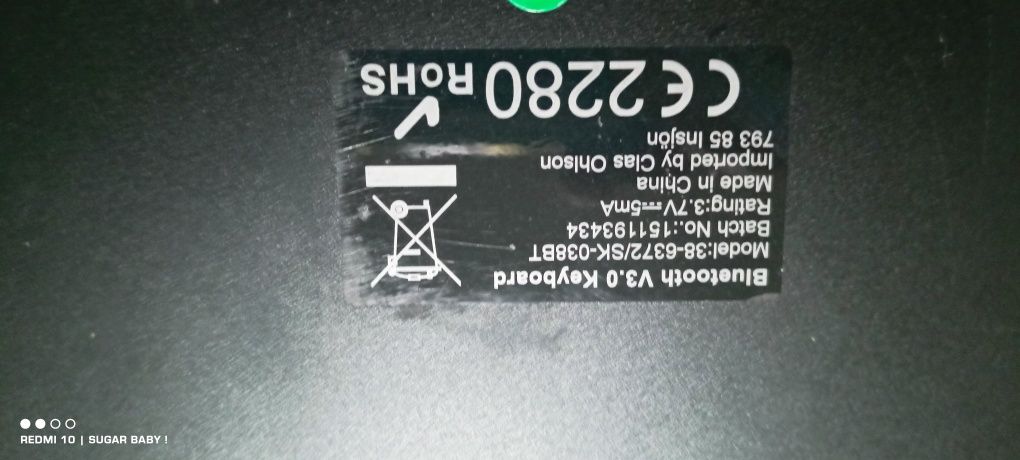 Bluetooth V3.0 Keyboard
Model:38-6372/SK-038BT
Batch No.:151193434
Rating:3.7V⎓5mA
Made in China
Imported by Clas Ohlson
793 85 Insjön
CE 2280 RoHS
REDMI 10 | SUGAR BABY !